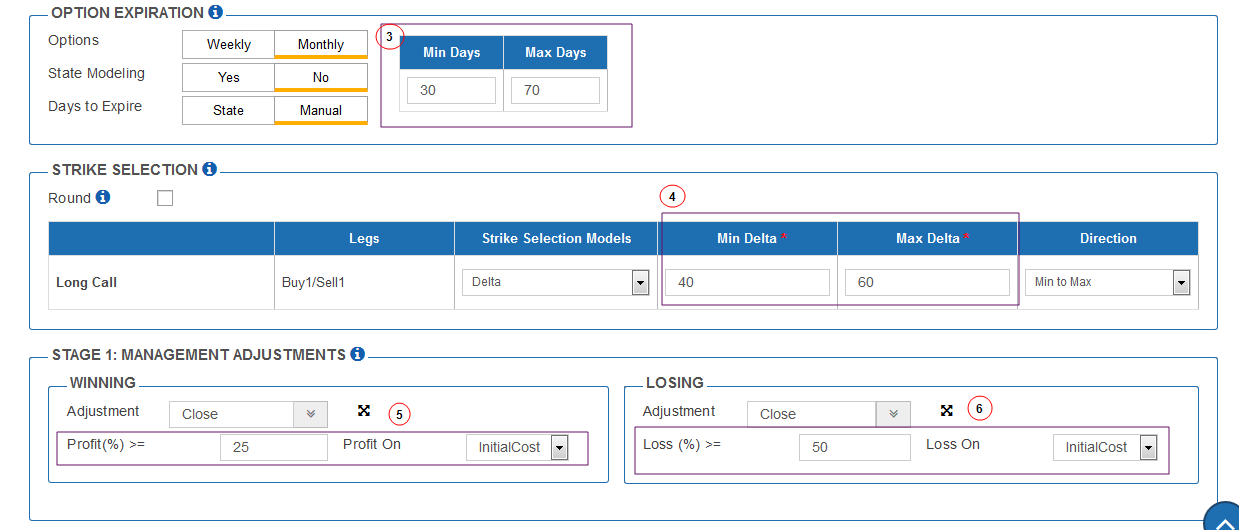 OPTION EXPIRATION i
Options Weekly Monthly
3
Min Days Max Days
State Modeling Yes No
30 70
Days to Expire State Manual
STRIKE SELECTION i
Round i
4
Legs Strike Selection Models Min Delta * Max Delta * Direction
Long Call Buy1/Sell1 Delta 40 60 Min to Max
STAGE 1: MANAGEMENT ADJUSTMENTS i
WINNING
Adjustment Close 5
Profit(%) >= 25 Profit On InitialCost
LOSING
Adjustment Close 6
Loss (%) >= 50 Loss On InitialCost